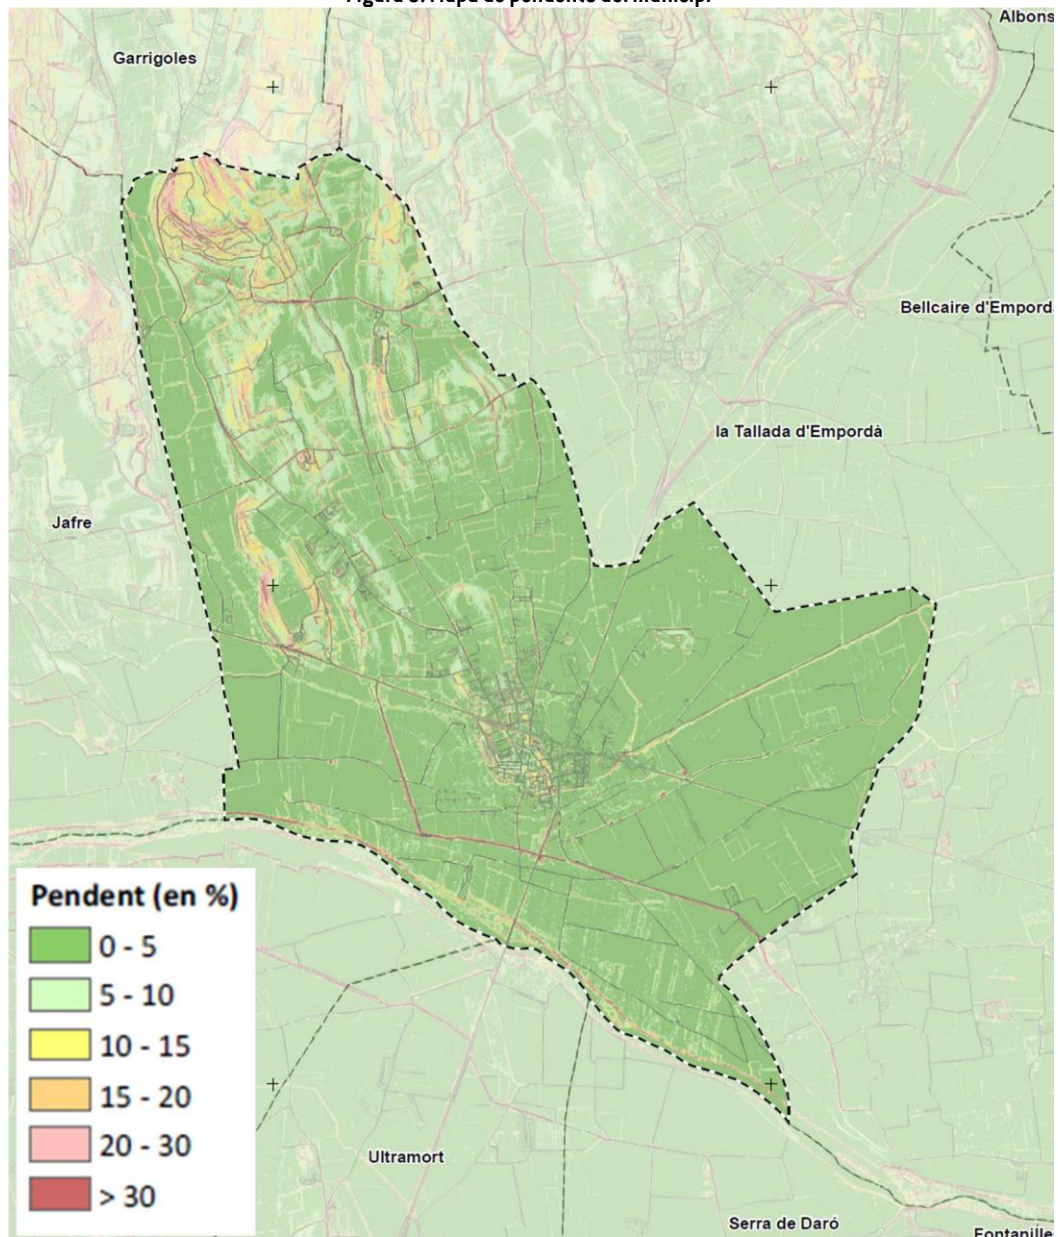 Albons
Garrigoles
Bellcaire d'Empord
la Tallada d'Empordà
Jafre
Pendent (en %)
0 - 5
5 - 10
10 - 15
15 - 20
20 - 30
> 30
Ultramort
Serra de Daró